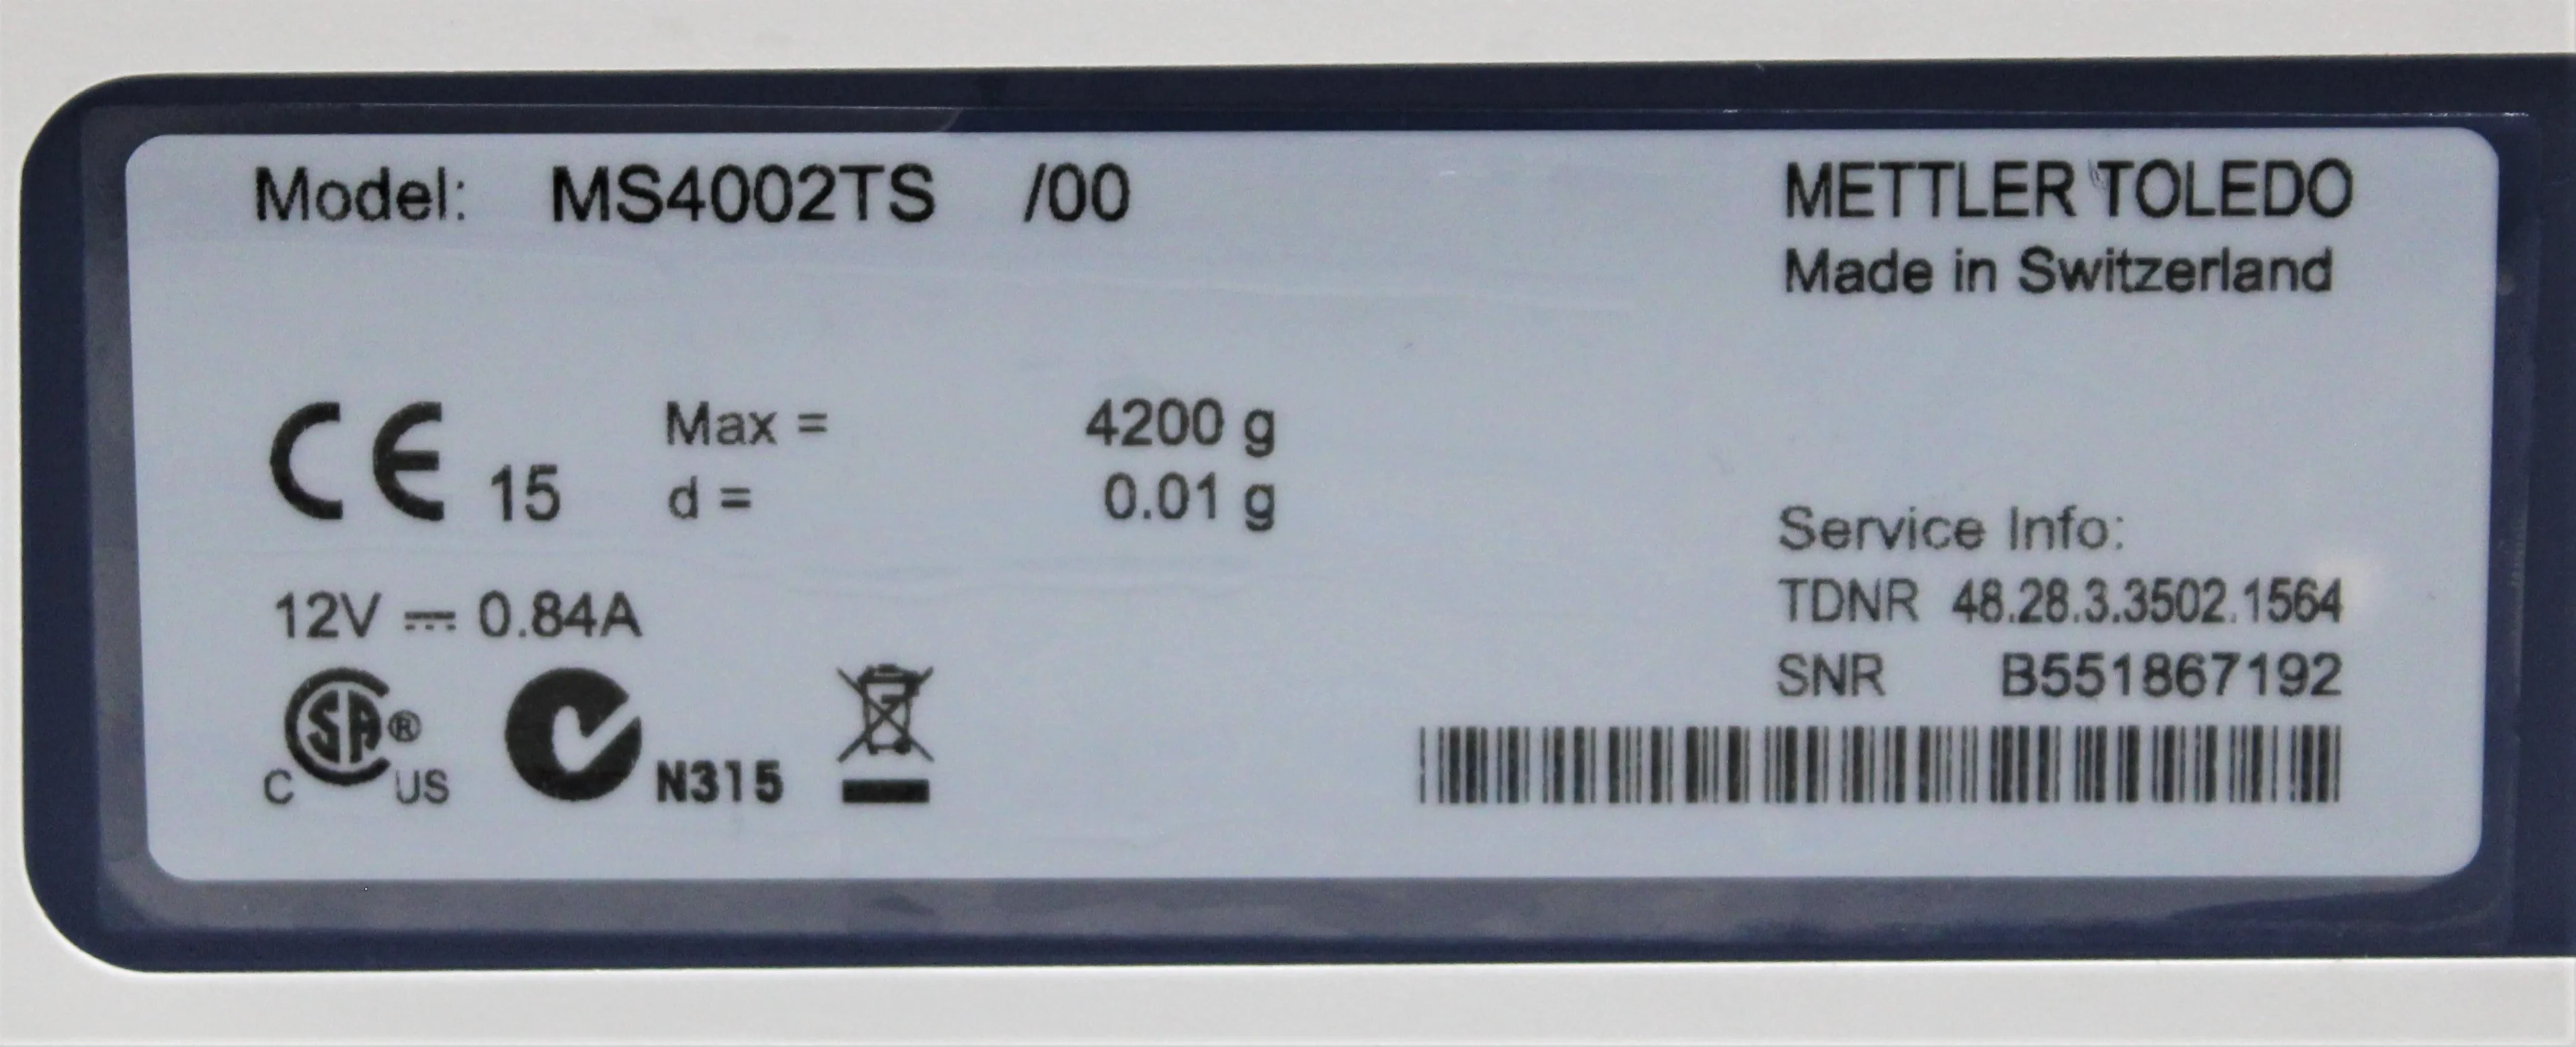 Model: MS4002TS /00
METTLER TOLEDO
Made in Switzerland
CE 15
Max = 4200 g
d = 0.01 g
12V ⎓ 0.84A
Service Info:
TDNR 48.28.3.3502.1564
SNR B551867192
C SA® US
N315